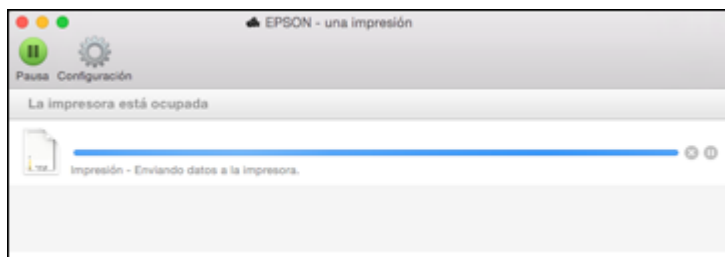 EPSON - una impresión
Pausa Configuración
La impresora está ocupada
Impresión - Enviando datos a la impresora.